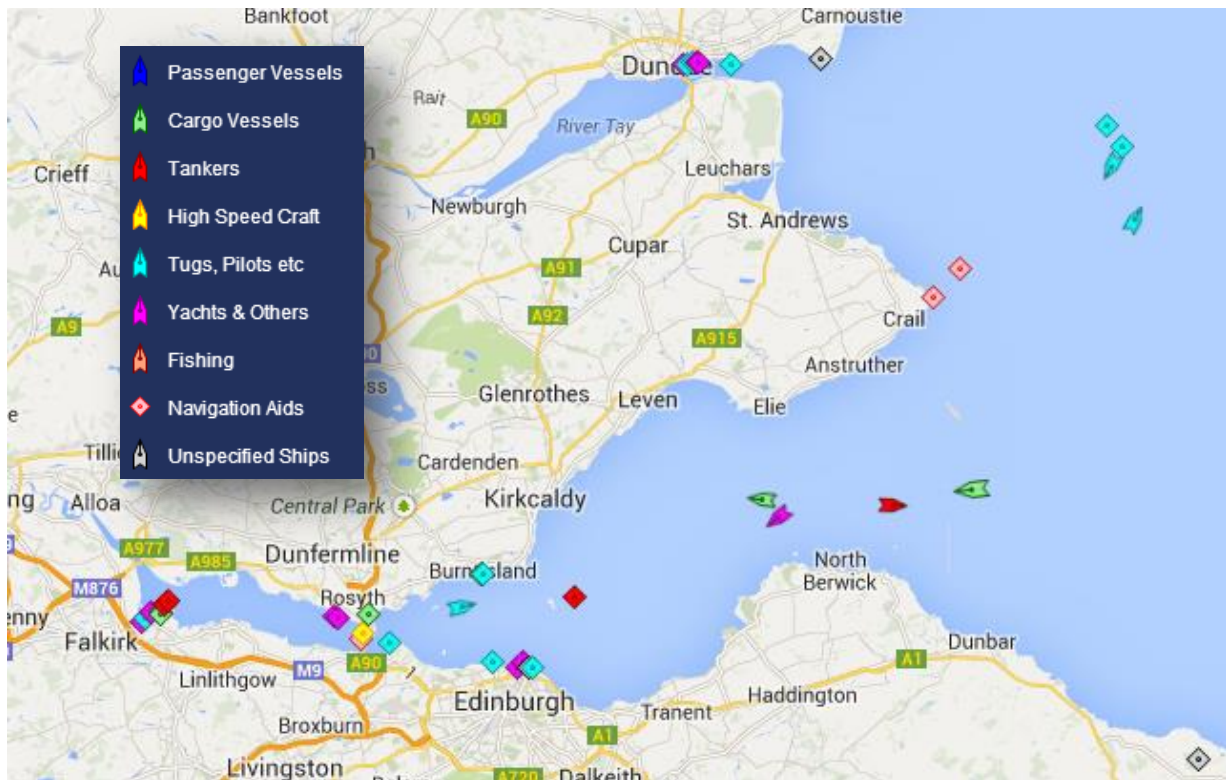 Bankfoot
Carnoustie
Passenger Vessels
Cargo Vessels
Tankers
High Speed Craft
Tugs, Pilots etc
Yachts & Others
Fishing
Navigation Aids
Unspecified Ships
Rait
A90
River Tay
Crieff
Leuchars
Newburgh
St. Andrews
Cupar
A91
A92
A9
Crail
A915
Anstruther
Glenrothes
Leven
Elie
Cardenden
Alloa
Central Park
Kirkcaldy
A977
A985
Dunfermline
M876
Rosyth
North
Berwick
Falkirk
A90
M9
Linlithgow
Edinburgh
Dunbar
A1
Haddington
Tranent
Broxburn
A1
Livingston
A720
Dalkeith